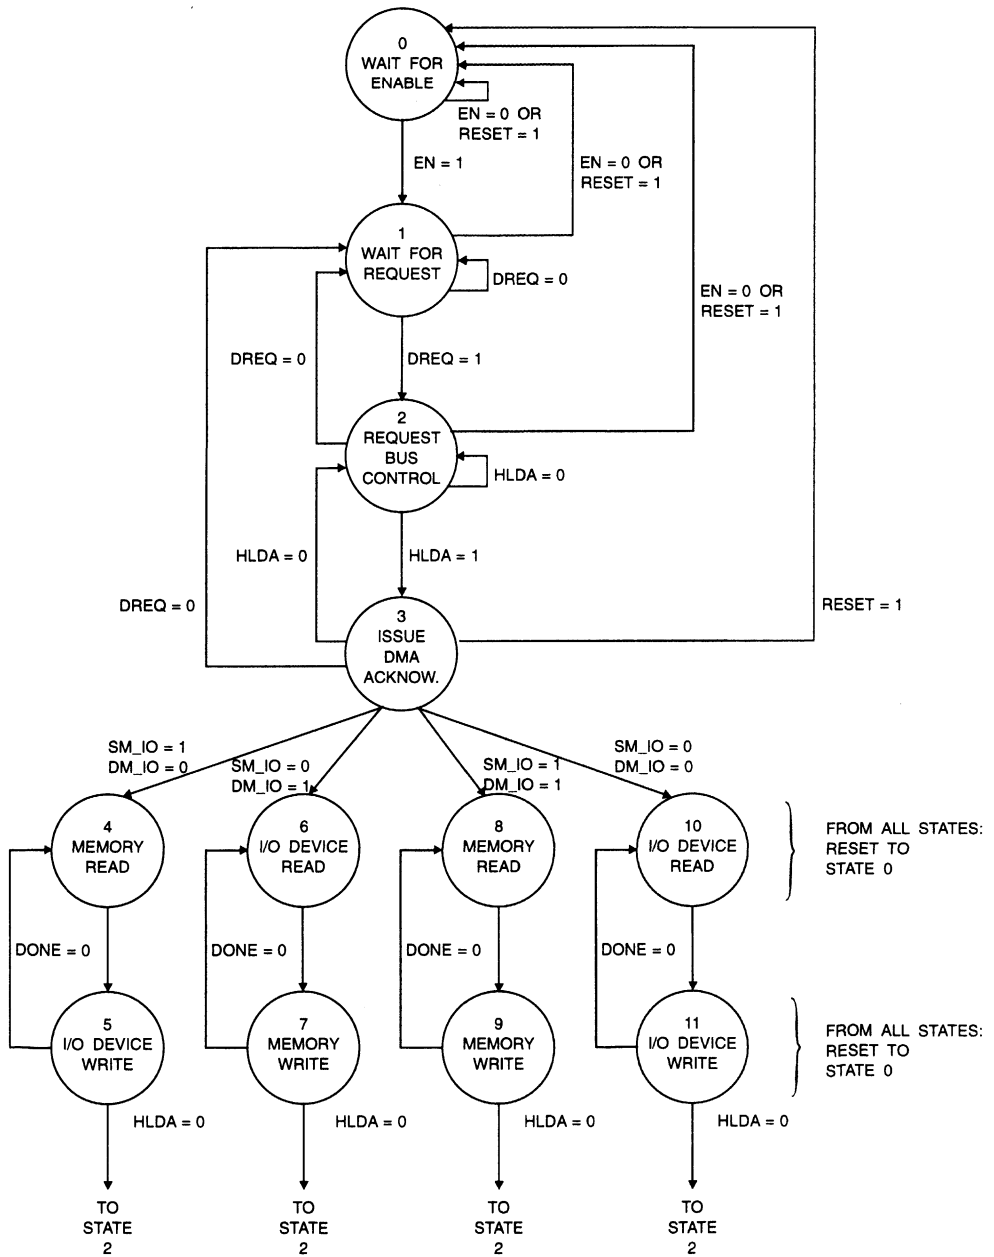 0
WAIT FOR
ENABLE
EN = 0 OR
RESET = 1
EN = 1
EN = 0 OR
RESET = 1
1
WAIT FOR
REQUEST
DREQ = 0
EN = 0 OR
RESET = 1
DREQ = 0
DREQ = 1
2
REQUEST
BUS
CONTROL
HLDA = 0
HLDA = 0
HLDA = 1
DREQ = 0
RESET = 1
3
ISSUE
DMA
ACKNOW.
SM_IO = 1
DM_IO = 0
SM_IO = 0
DM_IO = 1
SM_IO = 1
DM_IO = 1
SM_IO = 0
DM_IO = 0
4
MEMORY
READ
6
I/O DEVICE
READ
8
MEMORY
READ
10
I/O DEVICE
READ
FROM ALL STATES:
RESET TO
STATE 0
DONE = 0
DONE = 0
DONE = 0
DONE = 0
5
I/O DEVICE
WRITE
7
MEMORY
WRITE
9
MEMORY
WRITE
11
I/O DEVICE
WRITE
FROM ALL STATES:
RESET TO
STATE 0
HLDA = 0
HLDA = 0
HLDA = 0
HLDA = 0
TO
STATE
2
TO
STATE
2
TO
STATE
2
TO
STATE
2